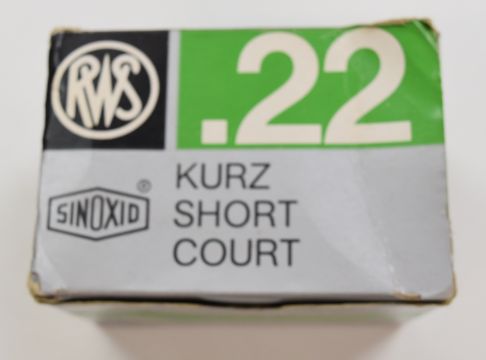 RWS
.22
SINOXID®
KURZ
SHORT
COURT